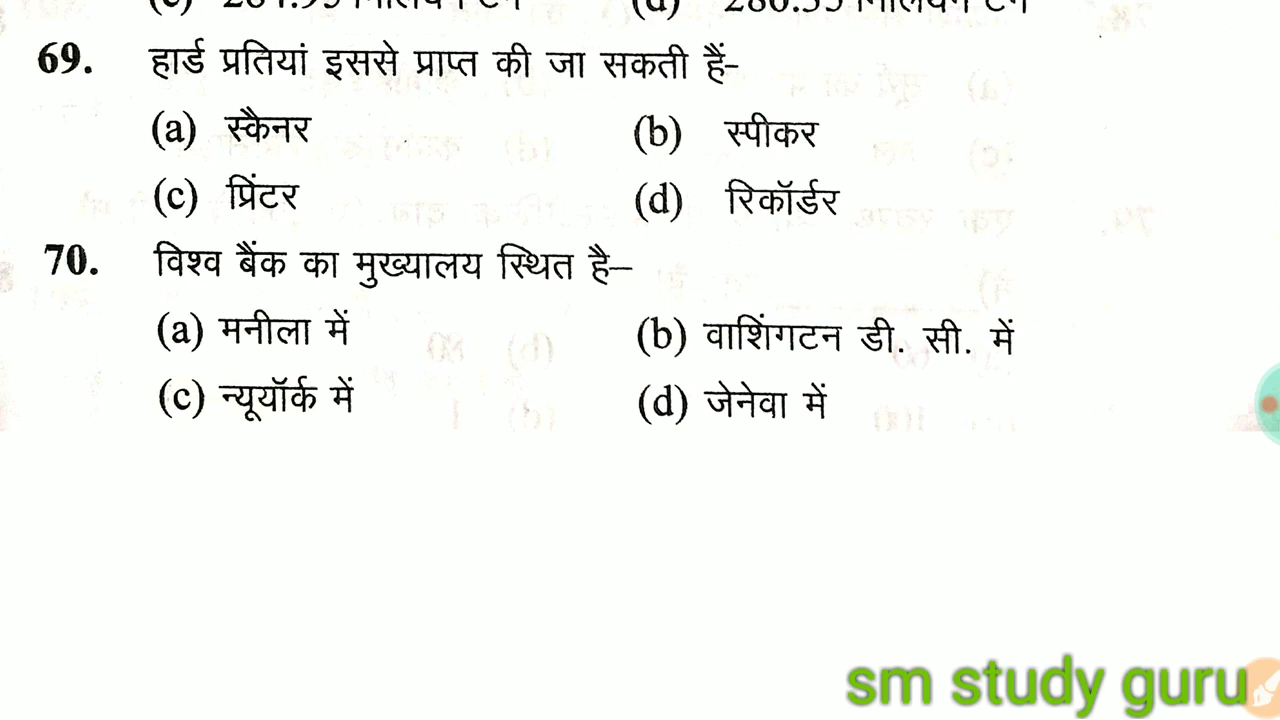 69. हार्ड प्रतियां इससे प्राप्त की जा सकती हैं-
(a) स्कैनर (b) स्पीकर
(c) प्रिंटर (d) रिकॉर्डर
70. विश्व बैंक का मुख्यालय स्थित है–
(a) मनीला में (b) वाशिंगटन डी. सी. में
(c) न्यूयॉर्क में (d) जेनेवा में
sm study guru